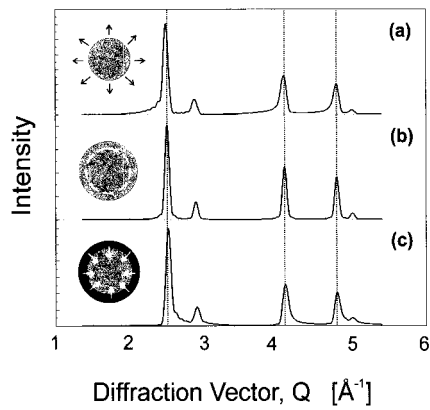 (a)
(b)
(c)
Intensity
1 2 3 4 5 6
Diffraction Vector, Q [Å⁻¹]